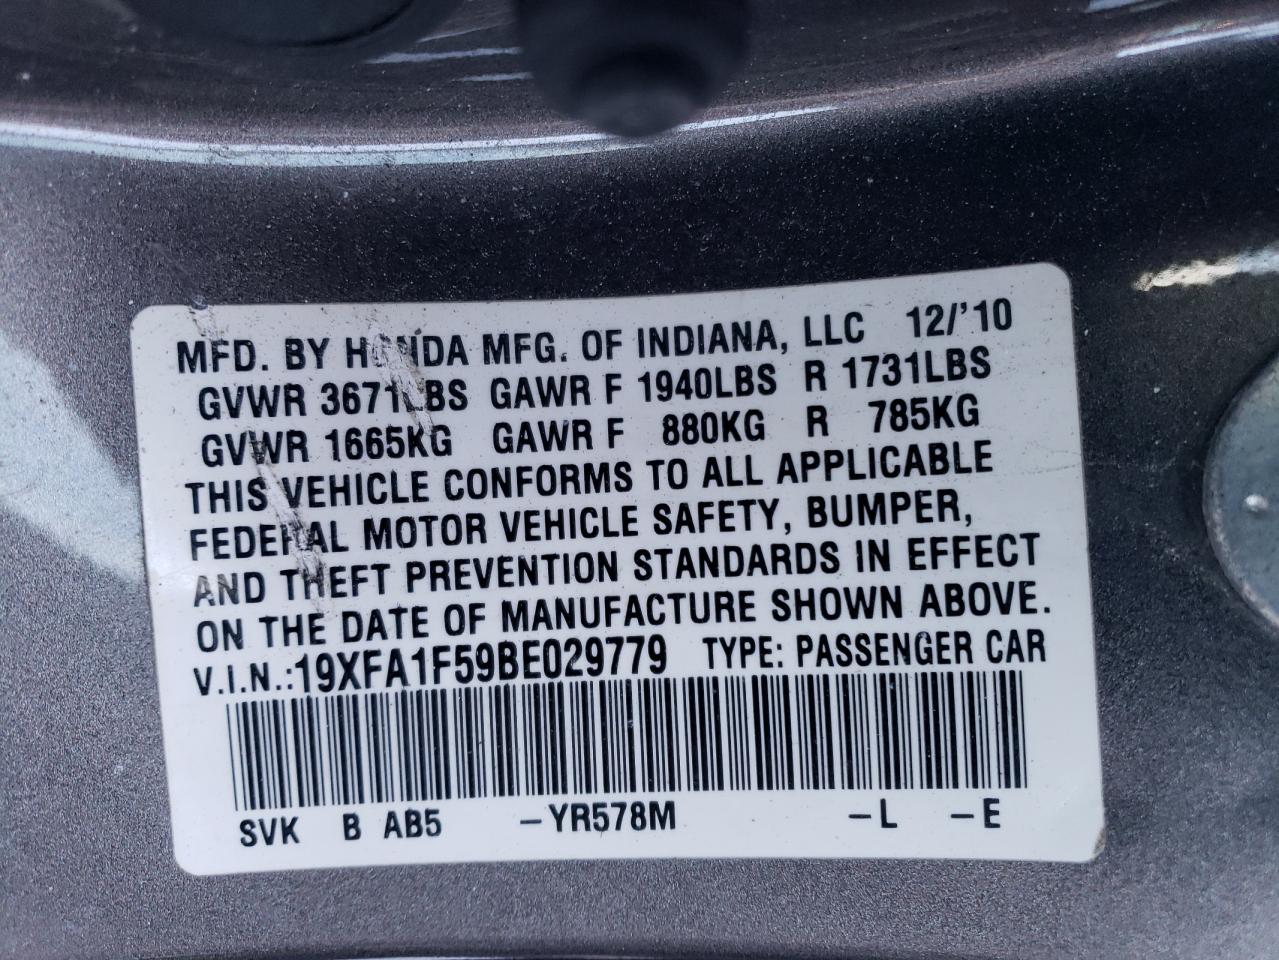 MFD. BY HONDA MFG. OF INDIANA, LLC 12/'10
GVWR 3671LBS GAWR F 1940LBS R 1731LBS
GVWR 1665KG GAWR F 880KG R 785KG
THIS VEHICLE CONFORMS TO ALL APPLICABLE
FEDERAL MOTOR VEHICLE SAFETY, BUMPER,
AND THEFT PREVENTION STANDARDS IN EFFECT
ON THE DATE OF MANUFACTURE SHOWN ABOVE.
V.I.N.:19XFA1F59BE029779 TYPE: PASSENGER CAR
SVK B AB5 -YR578M -L -E